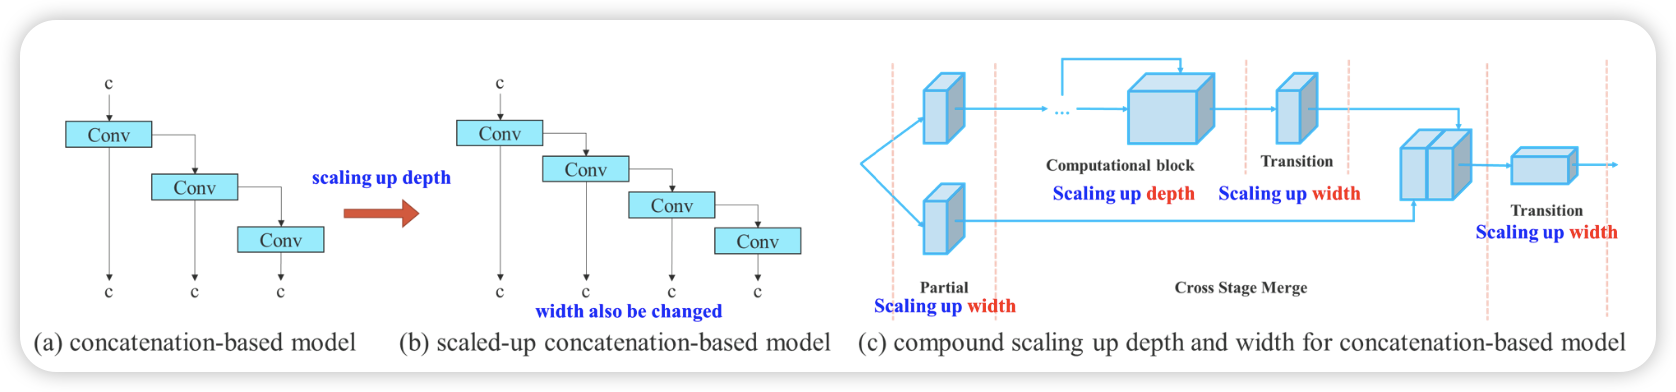 c
Conv
Conv
Conv
c c c
(a) concatenation-based model
scaling up depth
c
Conv
Conv
Conv
Conv
c c c c
width also be changed
(b) scaled-up concatenation-based model
...
Computational block
Scaling up depth
Transition
Scaling up width
Transition
Scaling up width
Partial
Scaling up width
Cross Stage Merge
(c) compound scaling up depth and width for concatenation-based model